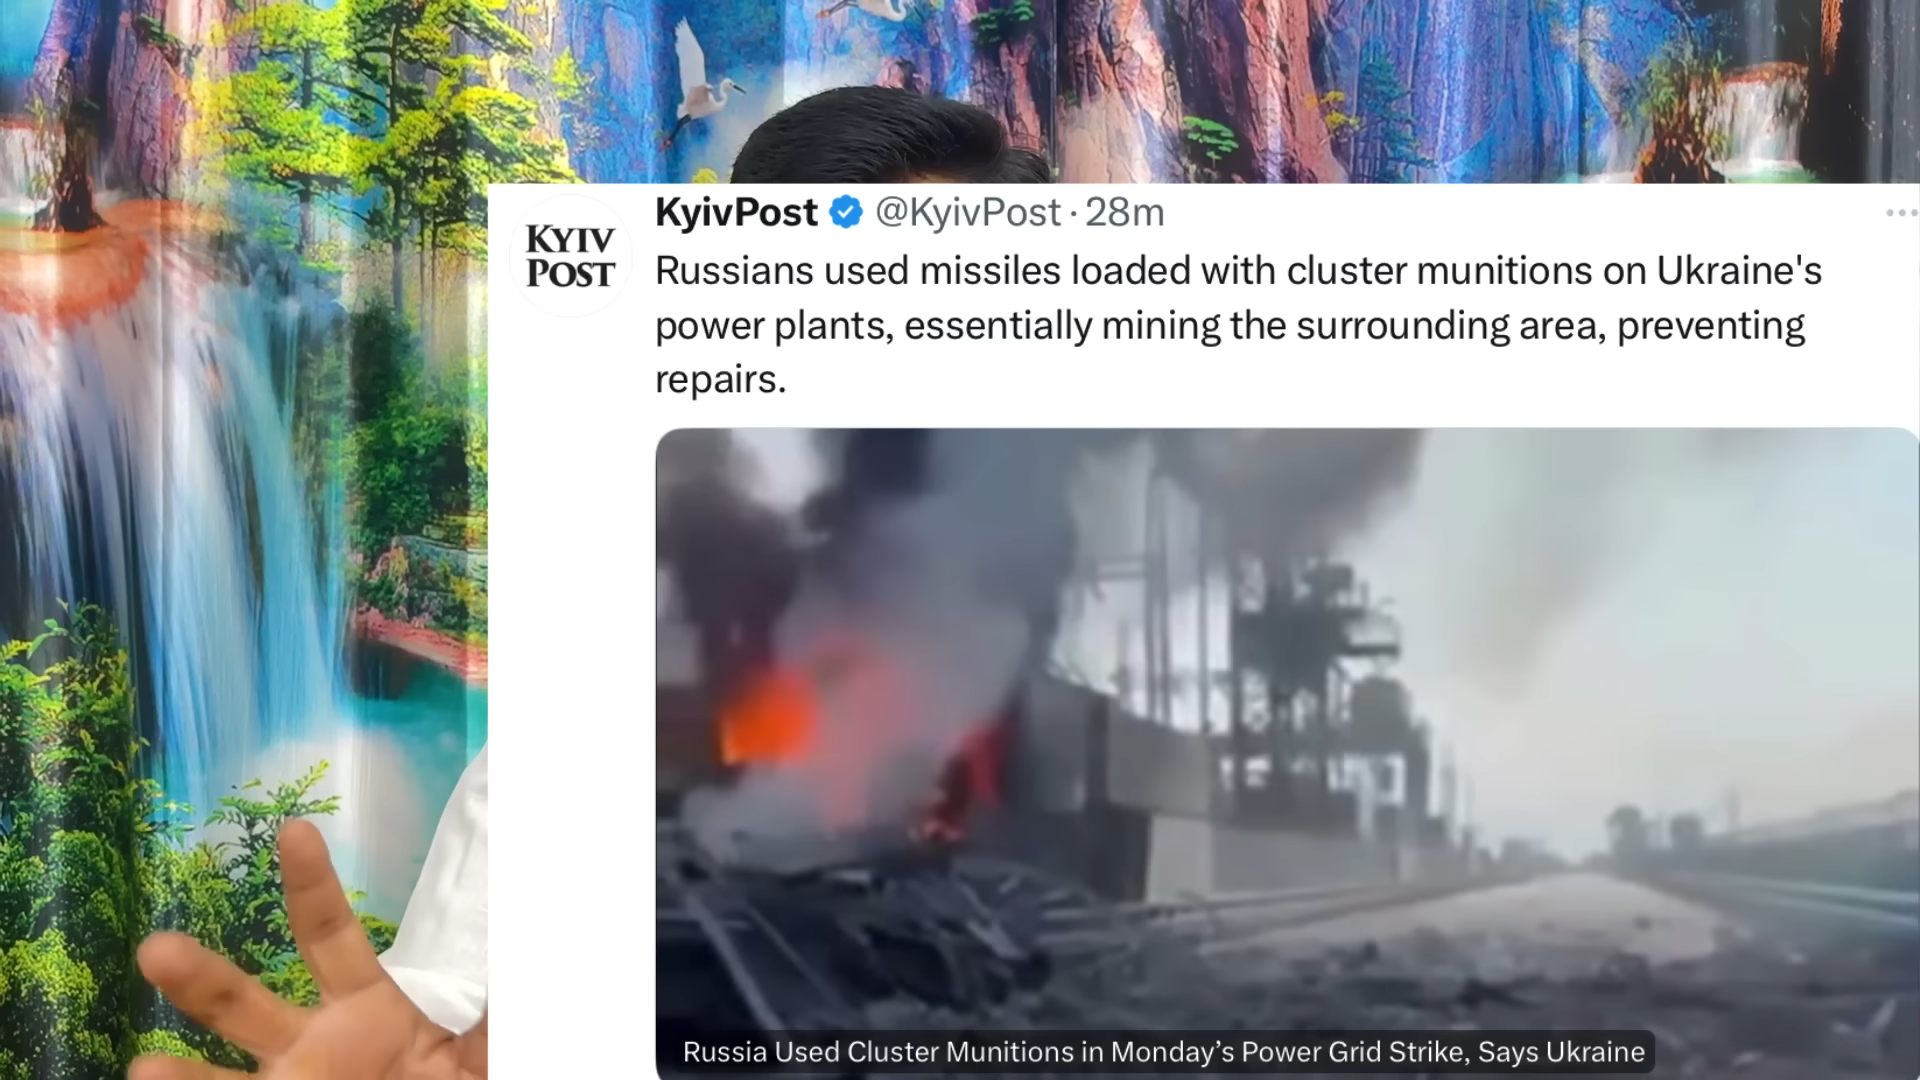 KYIV
POST
KyivPost @KyivPost · 28m
Russians used missiles loaded with cluster munitions on Ukraine's
power plants, essentially mining the surrounding area, preventing
repairs.
Russia Used Cluster Munitions in Monday’s Power Grid Strike, Says Ukraine